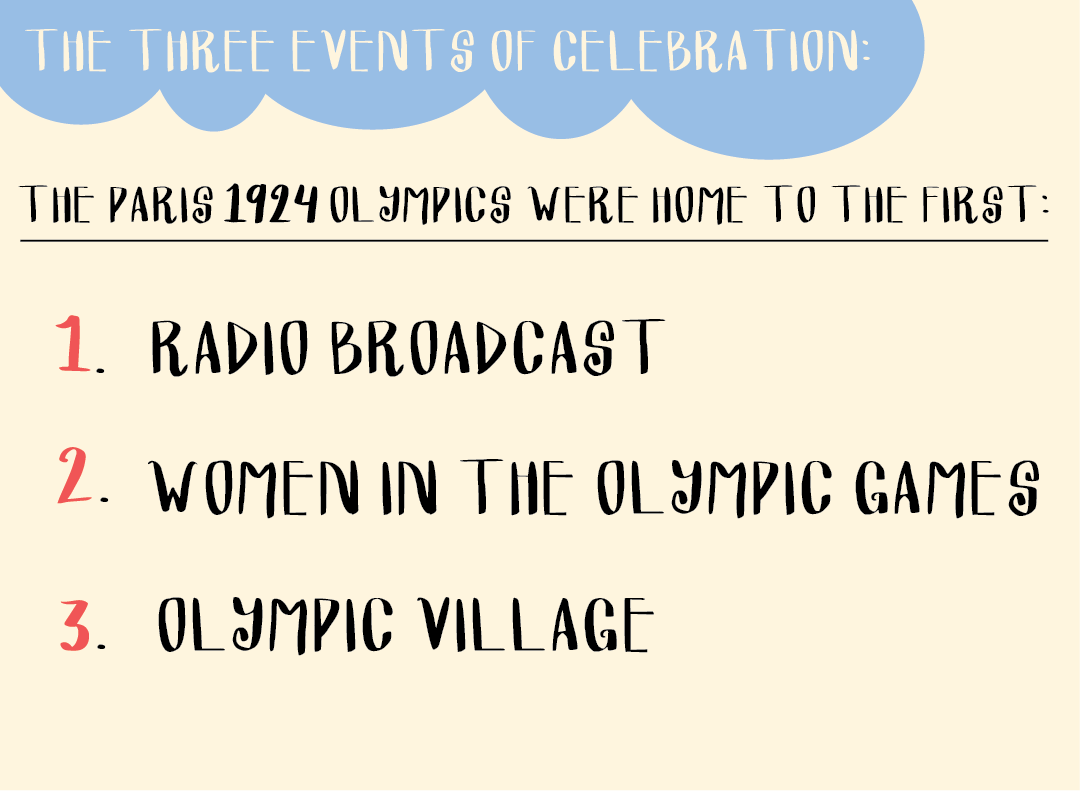 THE THREE EVENTS OF CELEBRATION:
THE PARIS 1924 OLYMPICS WERE HOME TO THE FIRST:
1. RADIO BROADCAST
2. WOMEN IN THE OLYMPIC GAMES
3. OLYMPIC VILLAGE